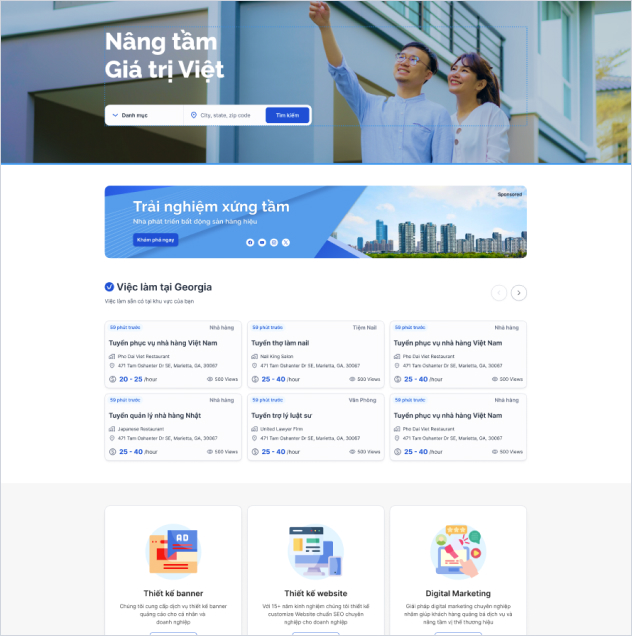 Nâng tầm
Giá trị Việt
Danh mục
City, state, zip code
Tìm kiếm
Sponsored
Trải nghiệm xứng tầm
Nhà phát triển bất động sản hàng hiệu
Khám phá ngay
Việc làm tại Georgia
Việc làm sẵn có tại khu vực của bạn
59 phút trước Nhà hàng
Tuyển phục vụ nhà hàng Việt Nam
Pho Dai Viet Restaurant
471 Tam Oshanter Dr SE, Marietta, GA, 30067
20 - 25 /hour 500 Views
59 phút trước Tiệm Nail
Tuyển thợ làm nail
Nail King Salon
471 Tam Oshanter Dr SE, Marietta, GA, 30067
25 - 40 /hour 500 Views
59 phút trước Nhà hàng
Tuyển phục vụ nhà hàng Việt Nam
Pho Dai Viet Restaurant
471 Tam Oshanter Dr SE, Marietta, GA, 30067
25 - 40 /hour 500 Views
59 phút trước Nhà hàng
Tuyển quản lý nhà hàng Nhật
Japanese Restaurant
471 Tam Oshanter Dr SE, Marietta, GA, 30067
25 - 40 /hour 500 Views
59 phút trước Văn Phòng
Tuyển trợ lý luật sư
United Lawyer Firm
471 Tam Oshanter Dr SE, Marietta, GA, 30067
25 - 40 /hour 500 Views
59 phút trước Nhà hàng
Tuyển phục vụ nhà hàng Việt Nam
Pho Dai Viet Restaurant
471 Tam Oshanter Dr SE, Marietta, GA, 30067
25 - 40 /hour 500 Views
AD
Thiết kế banner
Chúng tôi cung cấp dịch vụ thiết kế banner
quảng cáo cho cá nhân và
doanh nghiệp
Thiết kế website
Với 15+ năm kinh nghiệm chúng tôi thiết kế
customize Website chuẩn SEO chuyên
nghiệp cho doanh nghiệp
Digital Marketing
Giải pháp digital marketing chuyên nghiệp
nhằm giúp khách hàng quảng bá dịch vụ và
nâng tầm vị thế thương hiệu